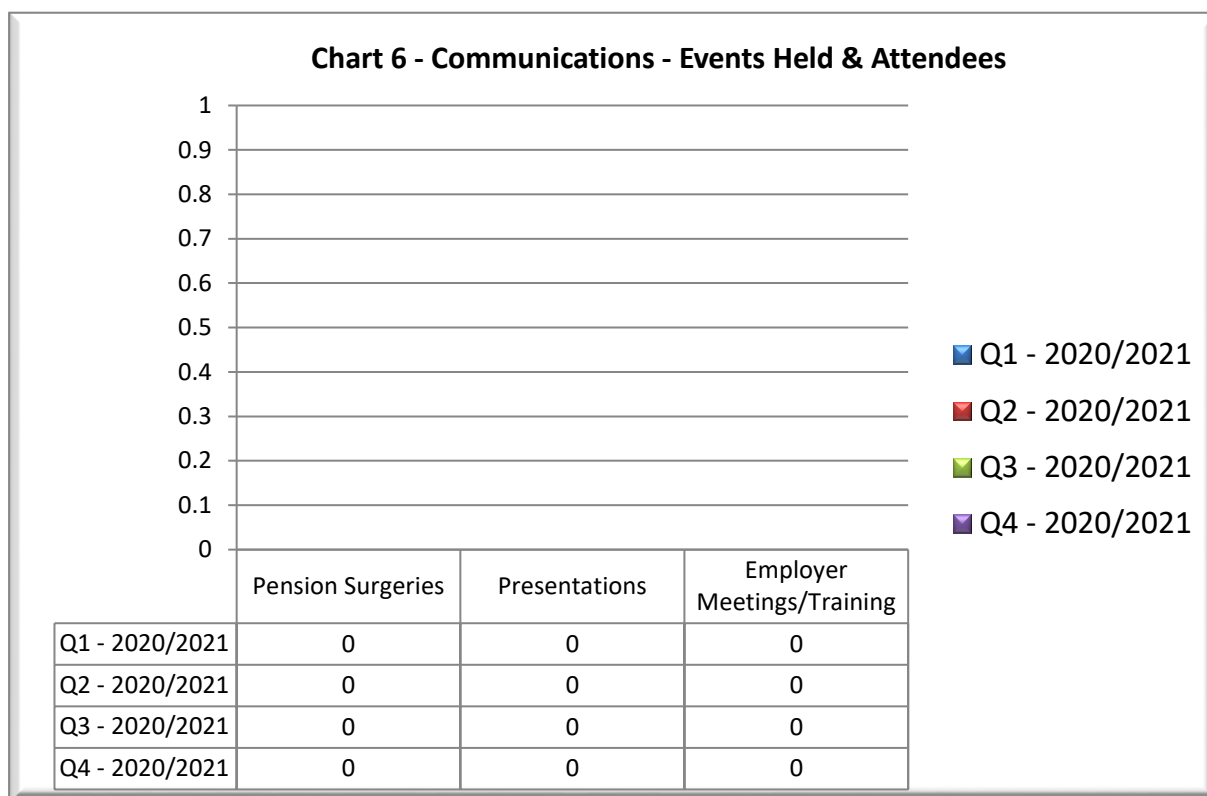 Chart 6 - Communications - Events Held & Attendees
1
0.9
0.8
0.7
0.6
0.5
0.4
0.3
0.2
0.1
0
Q1 - 2020/2021
Q2 - 2020/2021
Q3 - 2020/2021
Q4 - 2020/2021
Pension Surgeries Presentations Employer
Meetings/Training
Q1 - 2020/2021 0 0 0
Q2 - 2020/2021 0 0 0
Q3 - 2020/2021 0 0 0
Q4 - 2020/2021 0 0 0